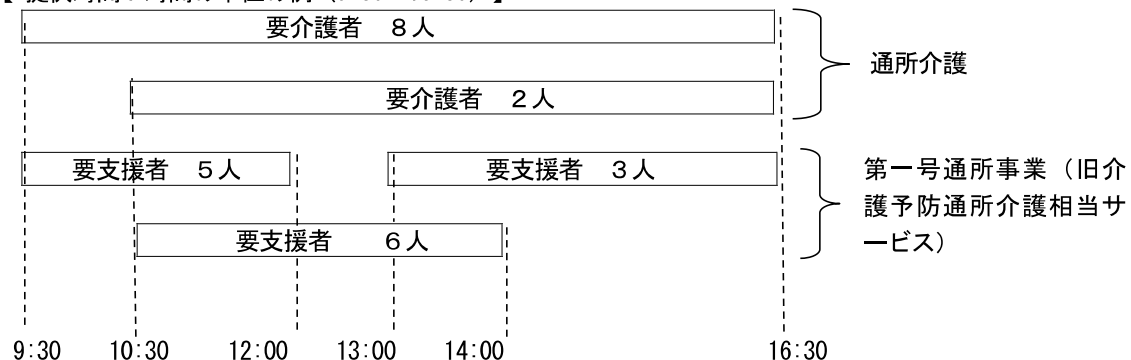 要介護者　８人
通所介護
要介護者　２人
要支援者　５人
要支援者　３人
第一号通所事業（旧介
護予防通所介護相当サ
ービス）
要支援者　　６人
9:30 10:30 12:00 13:00 14:00 16:30